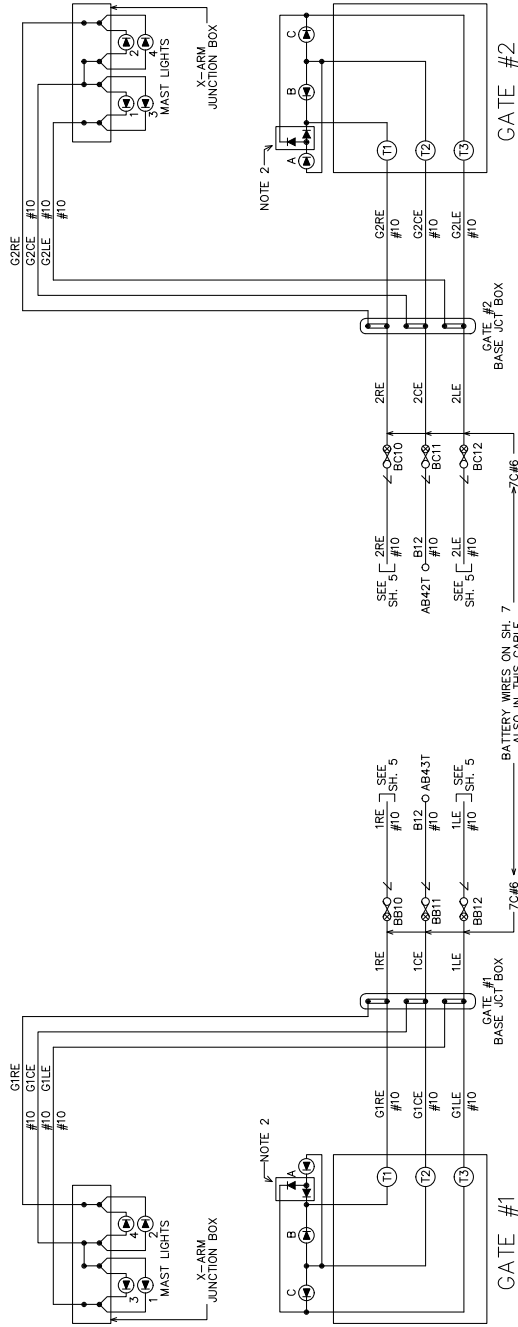 G1RE
G1CE
G1LE
#10
#10
#10
4
2
3
1
MAST LIGHTS
X-ARM
JUNCTION BOX
NOTE 2
A
B
C
T1
T2
T3
GATE #1
G1RE
#10
G1CE
#10
G1LE
#10
GATE #1
BASE JCT BOX
1RE
1CE
1LE
BB10
BB11
BB12
1RE
#10
B12
#10
1LE
#10
SEE
SH. 5
AB43T
SEE
SH. 5
7C#6
BATTERY WIRES ON SH. 7
ALSO IN THIS CABLE
7C#6
SEE
SH. 5
AB42T
SEE
SH. 5
2RE
#10
B12
#10
2LE
#10
BC10
BC11
BC12
2RE
2CE
2LE
GATE #2
BASE JCT BOX
G2RE
#10
G2CE
#10
G2LE
#10
T1
T2
T3
GATE #2
NOTE 2
A
B
C
G2RE
G2CE
G2LE
#10
#10
#10
1
3
2
4
MAST LIGHTS
X-ARM
JUNCTION BOX